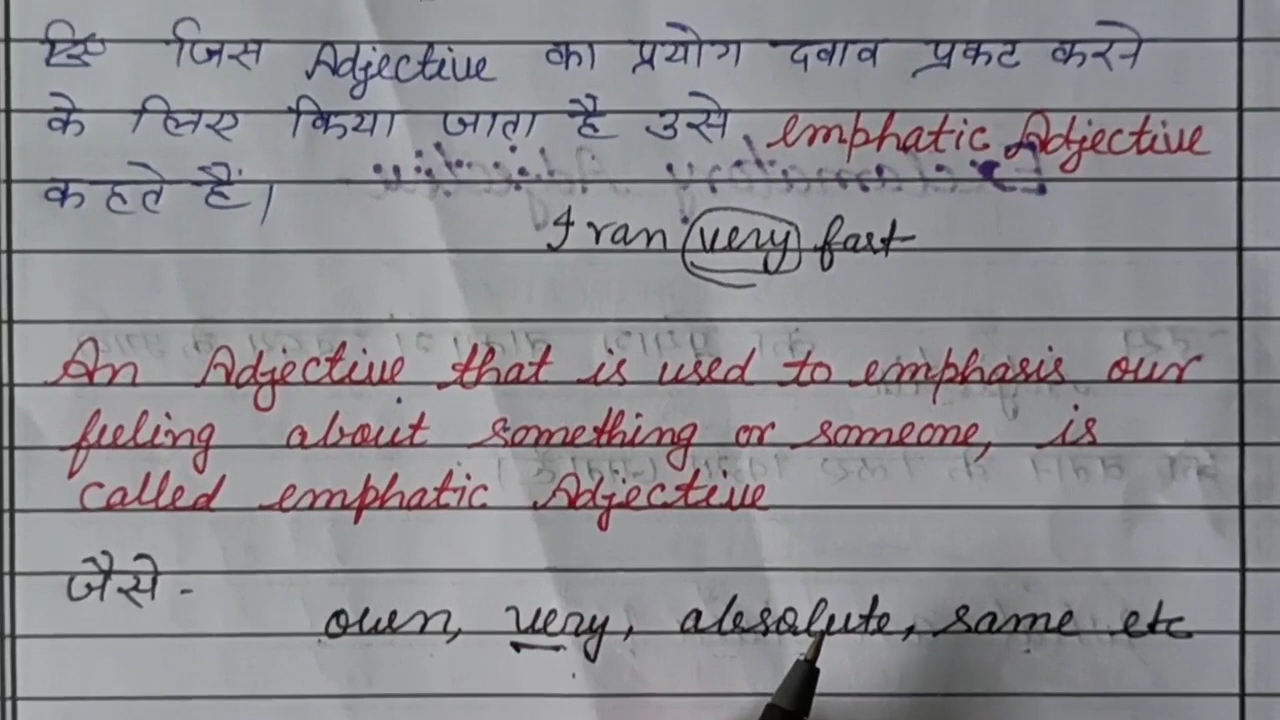 जिस Adjective का प्रयोग दवाव प्रकट करने
के लिए किया जाता है उसे emphatic Adjective
कहते हैं।
I ran very fast
An Adjective that is used to emphasis our
feeling about something or someone, is
called emphatic Adjective
जैसे -
own, very, absolute, same etc